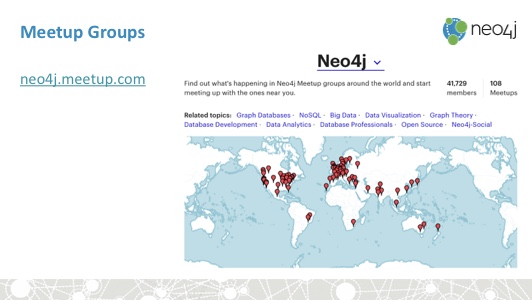 Meetup Groups
neo4j
neo4j.meetup.com
Neo4j
Find out what's happening in Neo4j Meetup groups around the world and start
meeting up with the ones near you.
41,729
members
108
Meetups
Related topics: Graph Databases · NoSQL · Big Data · Data Visualization · Graph Theory ·
Database Development · Data Analytics · Database Professionals · Open Source · Neo4j-Social